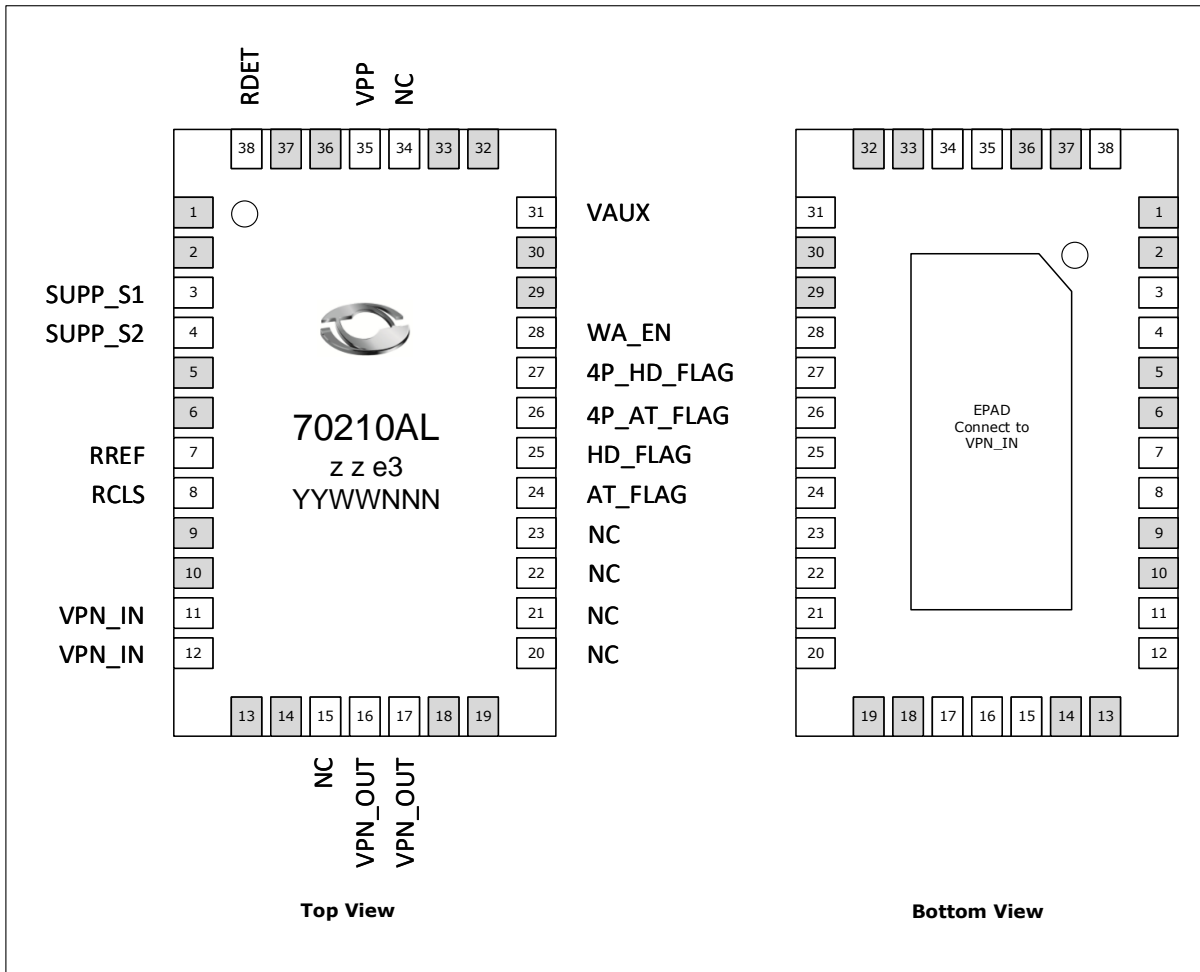 RDET
VPP
NC
38 37 36 35 34 33 32
32 33 34 35 36 37 38
1 31 VAUX
31 1
2 30
30 2
SUPP_S1 3 29
29 3
SUPP_S2 4 28 WA_EN
28 4
5 27 4P_HD_FLAG
27 5
6 26 4P_AT_FLAG
26 6
RREF 7 25 HD_FLAG
25 7
RCLS 8 24 AT_FLAG
24 8
9 23 NC
23 9
10 22 NC
22 10
VPN_IN 11 21 NC
21 11
VPN_IN 12 20 NC
20 12
70210AL
z z e3
YYWWNNN
EPAD
Connect to
VPN_IN
13 14 15 16 17 18 19
19 18 17 16 15 14 13
NC
VPN_OUT
VPN_OUT
Top View
Bottom View